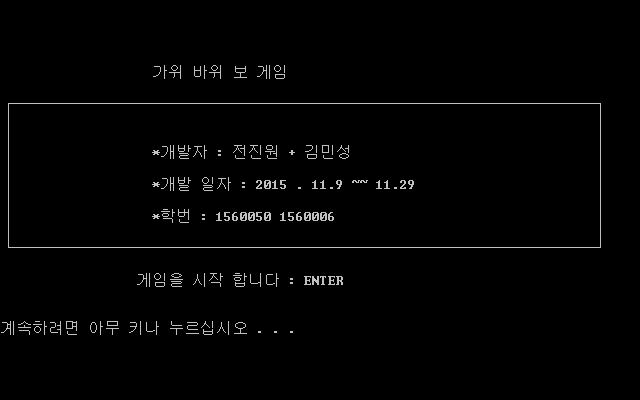 가위 바위 보 게임
*개발자 : 전진원 + 김민성
*개발 일자 : 2015 . 11.9 ~~ 11.29
*학번 : 1560050 1560006
게임을 시작 합니다 : ENTER
계속하려면 아무 키나 누르십시오 . . .